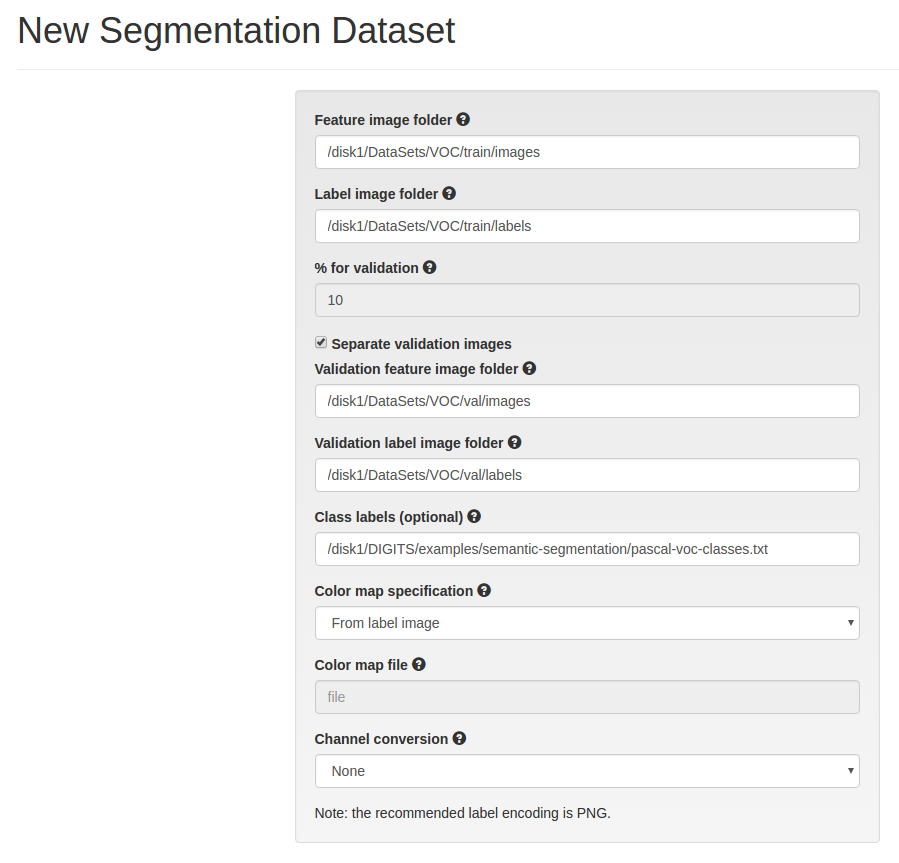 New Segmentation Dataset
Feature image folder
/disk1/DataSets/VOC/train/images
Label image folder
/disk1/DataSets/VOC/train/labels
% for validation
10
Separate validation images
Validation feature image folder
/disk1/DataSets/VOC/val/images
Validation label image folder
/disk1/DataSets/VOC/val/labels
Class labels (optional)
/disk1/DIGITS/examples/semantic-segmentation/pascal-voc-classes.txt
Color map specification
From label image
Color map file
file
Channel conversion
None
Note: the recommended label encoding is PNG.